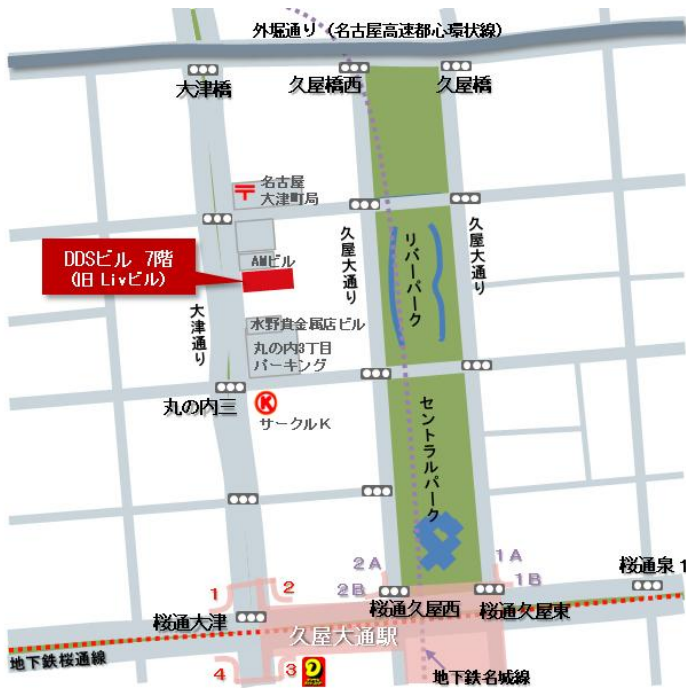 外堀通り（名古屋高速都心環状線）
大津橋
久屋橋西
久屋橋
名古屋
大津町局
DDSビル 7階
(旧 Livビル)
AMビル
久屋大通り
リバーパーク
久屋大通り
大津通り
水野貴金属店ビル
丸の内3丁目
パーキング
丸の内三
K
サークルK
セントラルパーク
2A
1A
桜通泉1
1
2
2B
1B
桜通大津
桜通久屋西
桜通久屋東
久屋大通駅
地下鉄桜通線
4
3
地下鉄名城線